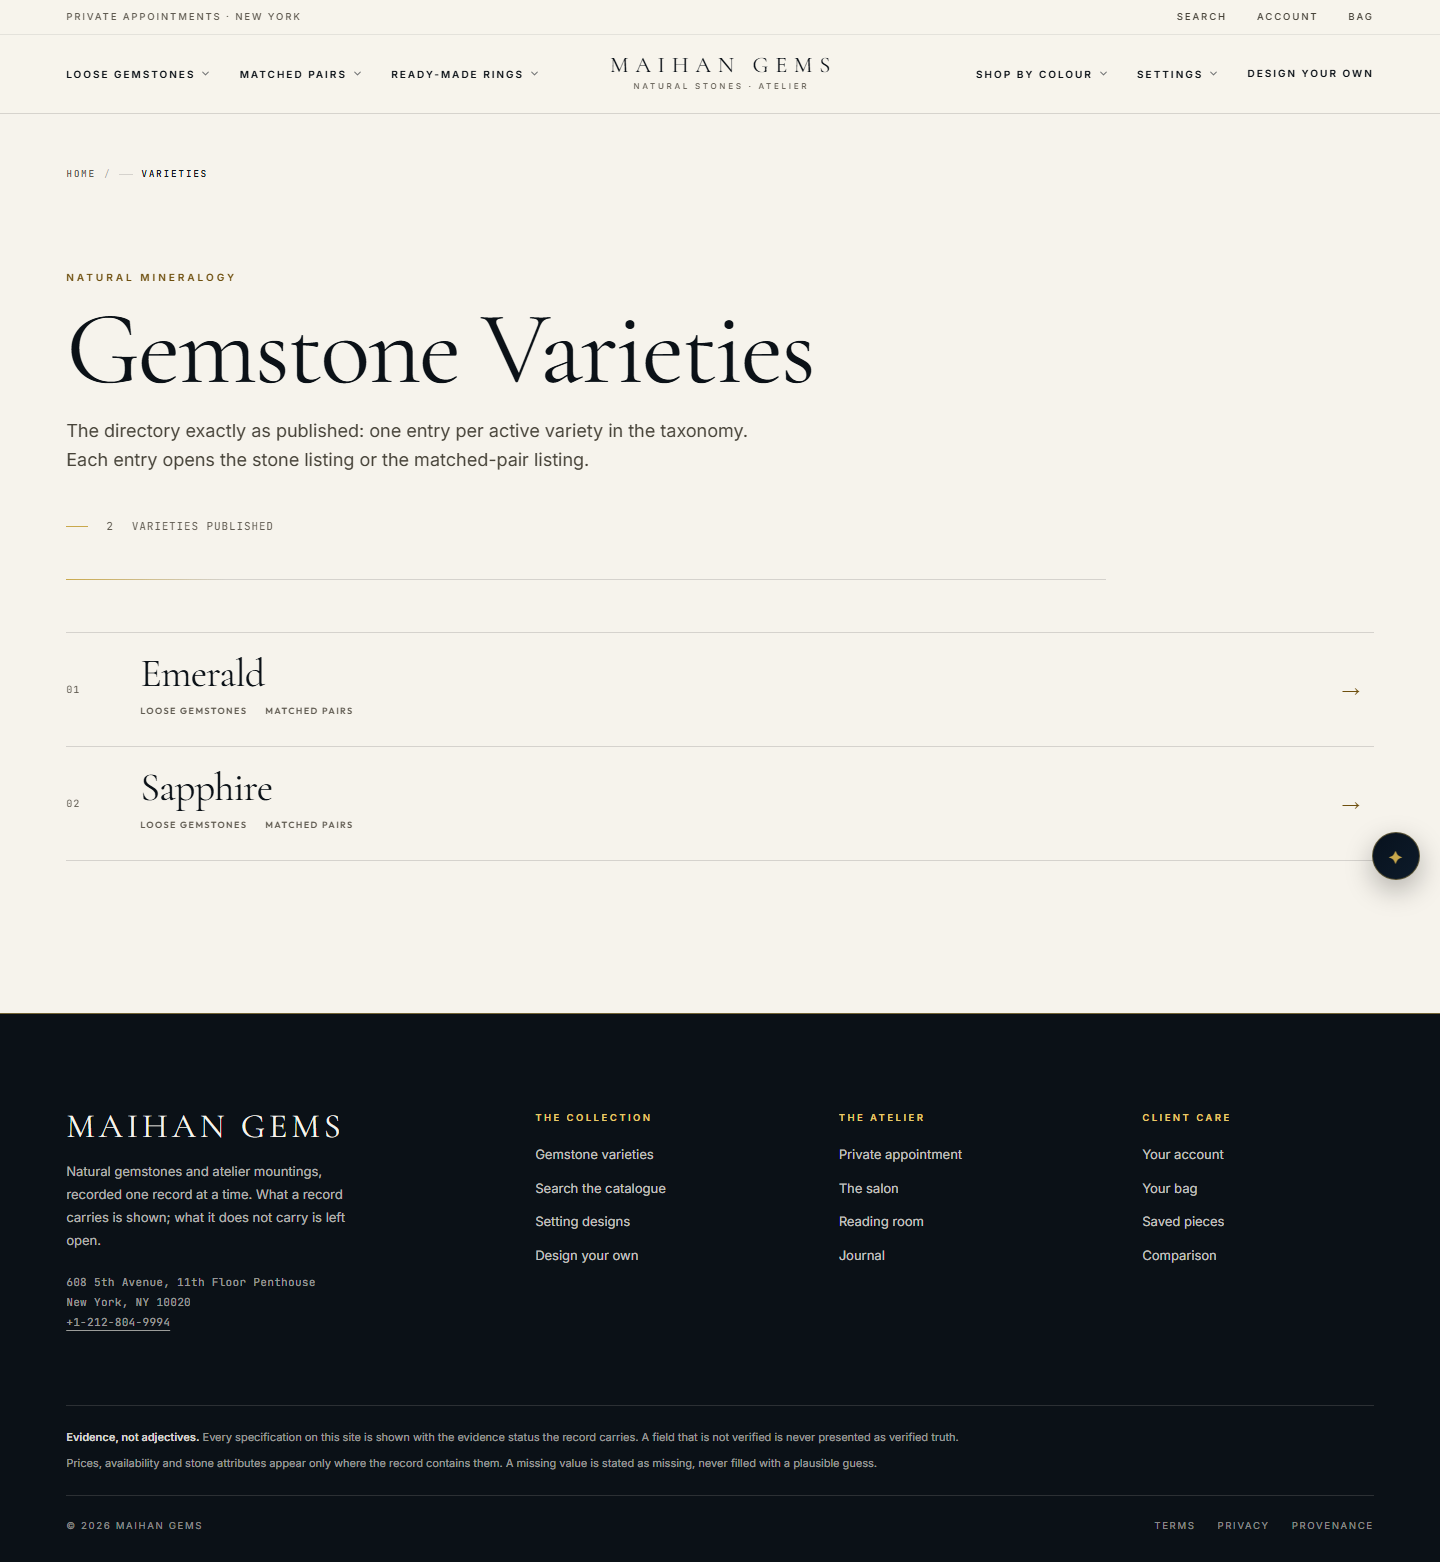 PRIVATE APPOINTMENTS · NEW YORK
SEARCH ACCOUNT BAG
LOOSE GEMSTONES MATCHED PAIRS READY-MADE RINGS
MAIHAN GEMS
NATURAL STONES · ATELIER
SHOP BY COLOUR SETTINGS DESIGN YOUR OWN
HOME / — VARIETIES
NATURAL MINERALOGY
Gemstone Varieties
The directory exactly as published: one entry per active variety in the taxonomy.
Each entry opens the stone listing or the matched-pair listing.
2 VARIETIES PUBLISHED
01
Emerald
LOOSE GEMSTONES MATCHED PAIRS
→
02
Sapphire
LOOSE GEMSTONES MATCHED PAIRS
→
MAIHAN GEMS
Natural gemstones and atelier mountings,
recorded one record at a time. What a record
carries is shown; what it does not carry is left
open.
608 5th Avenue, 11th Floor Penthouse
New York, NY 10020
+1-212-804-9994
THE COLLECTION
Gemstone varieties
Search the catalogue
Setting designs
Design your own
THE ATELIER
Private appointment
The salon
Reading room
Journal
CLIENT CARE
Your account
Your bag
Saved pieces
Comparison
Evidence, not adjectives. Every specification on this site is shown with the evidence status the record carries. A field that is not verified is never presented as verified truth.
Prices, availability and stone attributes appear only where the record contains them. A missing value is stated as missing, never filled with a plausible guess.
© 2026 MAIHAN GEMS
TERMS PRIVACY PROVENANCE